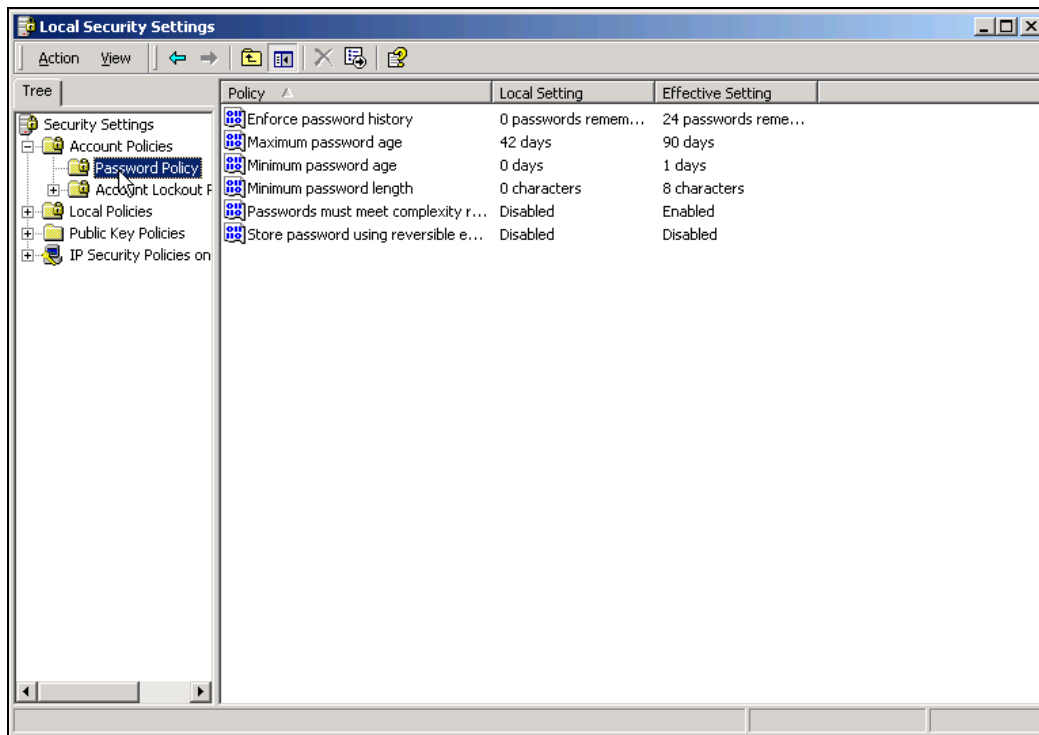 Local Security Settings
Action View
Tree
Security Settings
Account Policies
Password Policy
Account Lockout P
Local Policies
Public Key Policies
IP Security Policies on
Policy Local Setting Effective Setting
Enforce password history 0 passwords remem... 24 passwords reme...
Maximum password age 42 days 90 days
Minimum password age 0 days 1 days
Minimum password length 0 characters 8 characters
Passwords must meet complexity r... Disabled Enabled
Store password using reversible e... Disabled Disabled